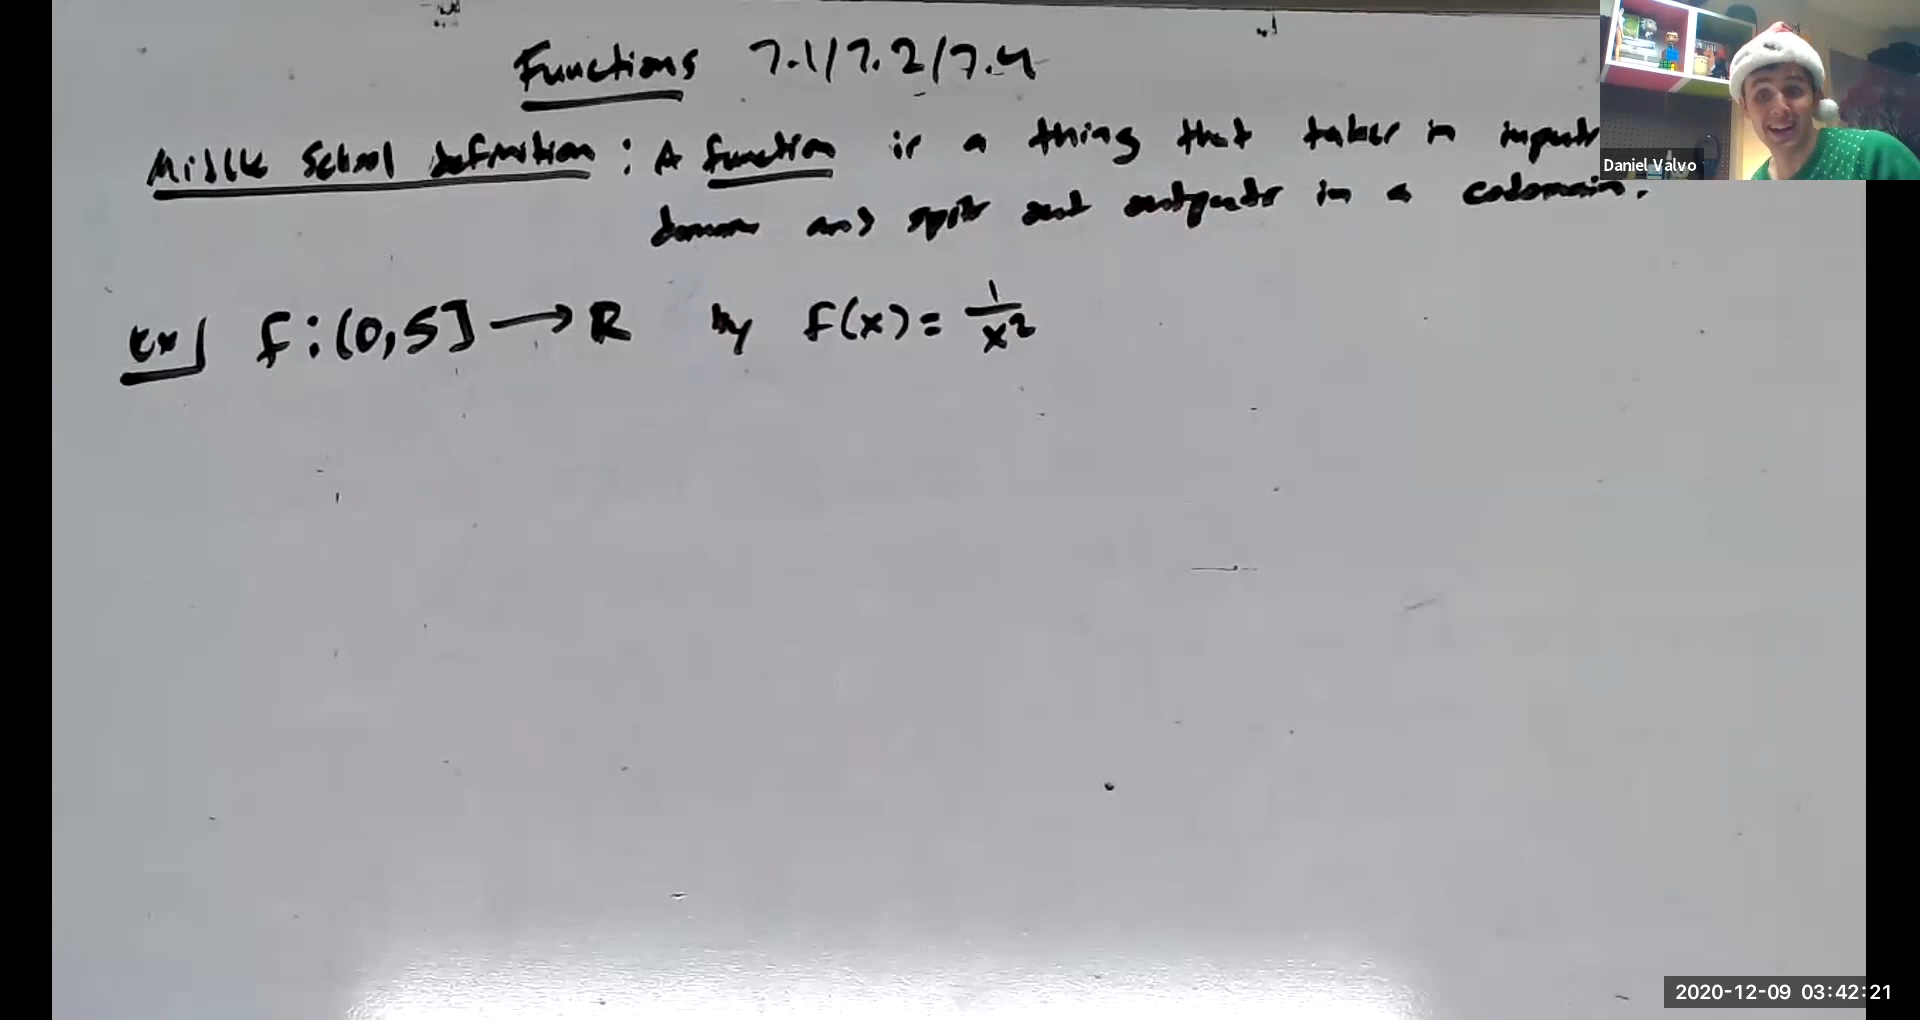 Functions 7.1/7.2/7.4
Middle School definition: A function is a thing that takes in inputs
domain and spits out outputs in a codomain.
Ex] f:(0,5] → R by f(x) = 1/x²
Daniel Valvo
2020-12-09 03:42:21